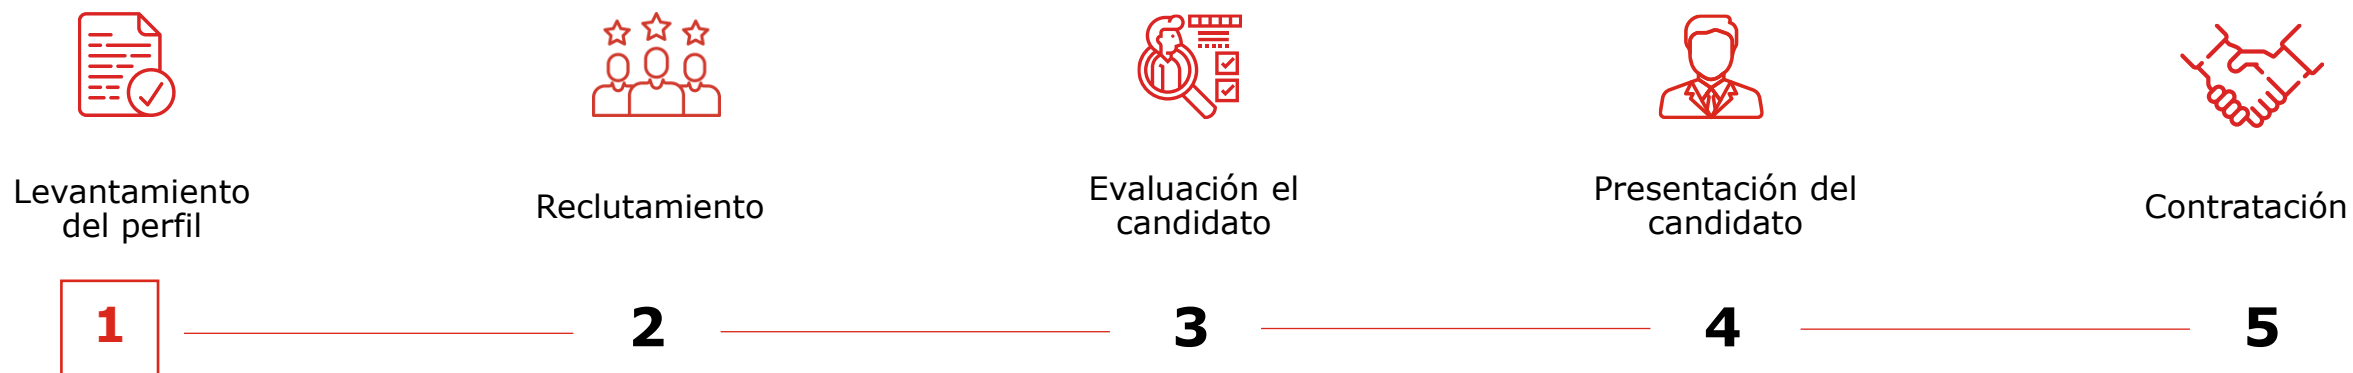 Levantamiento
del perfil
Reclutamiento
Evaluación el
candidato
Presentación del
candidato
Contratación
1
2
3
4
5